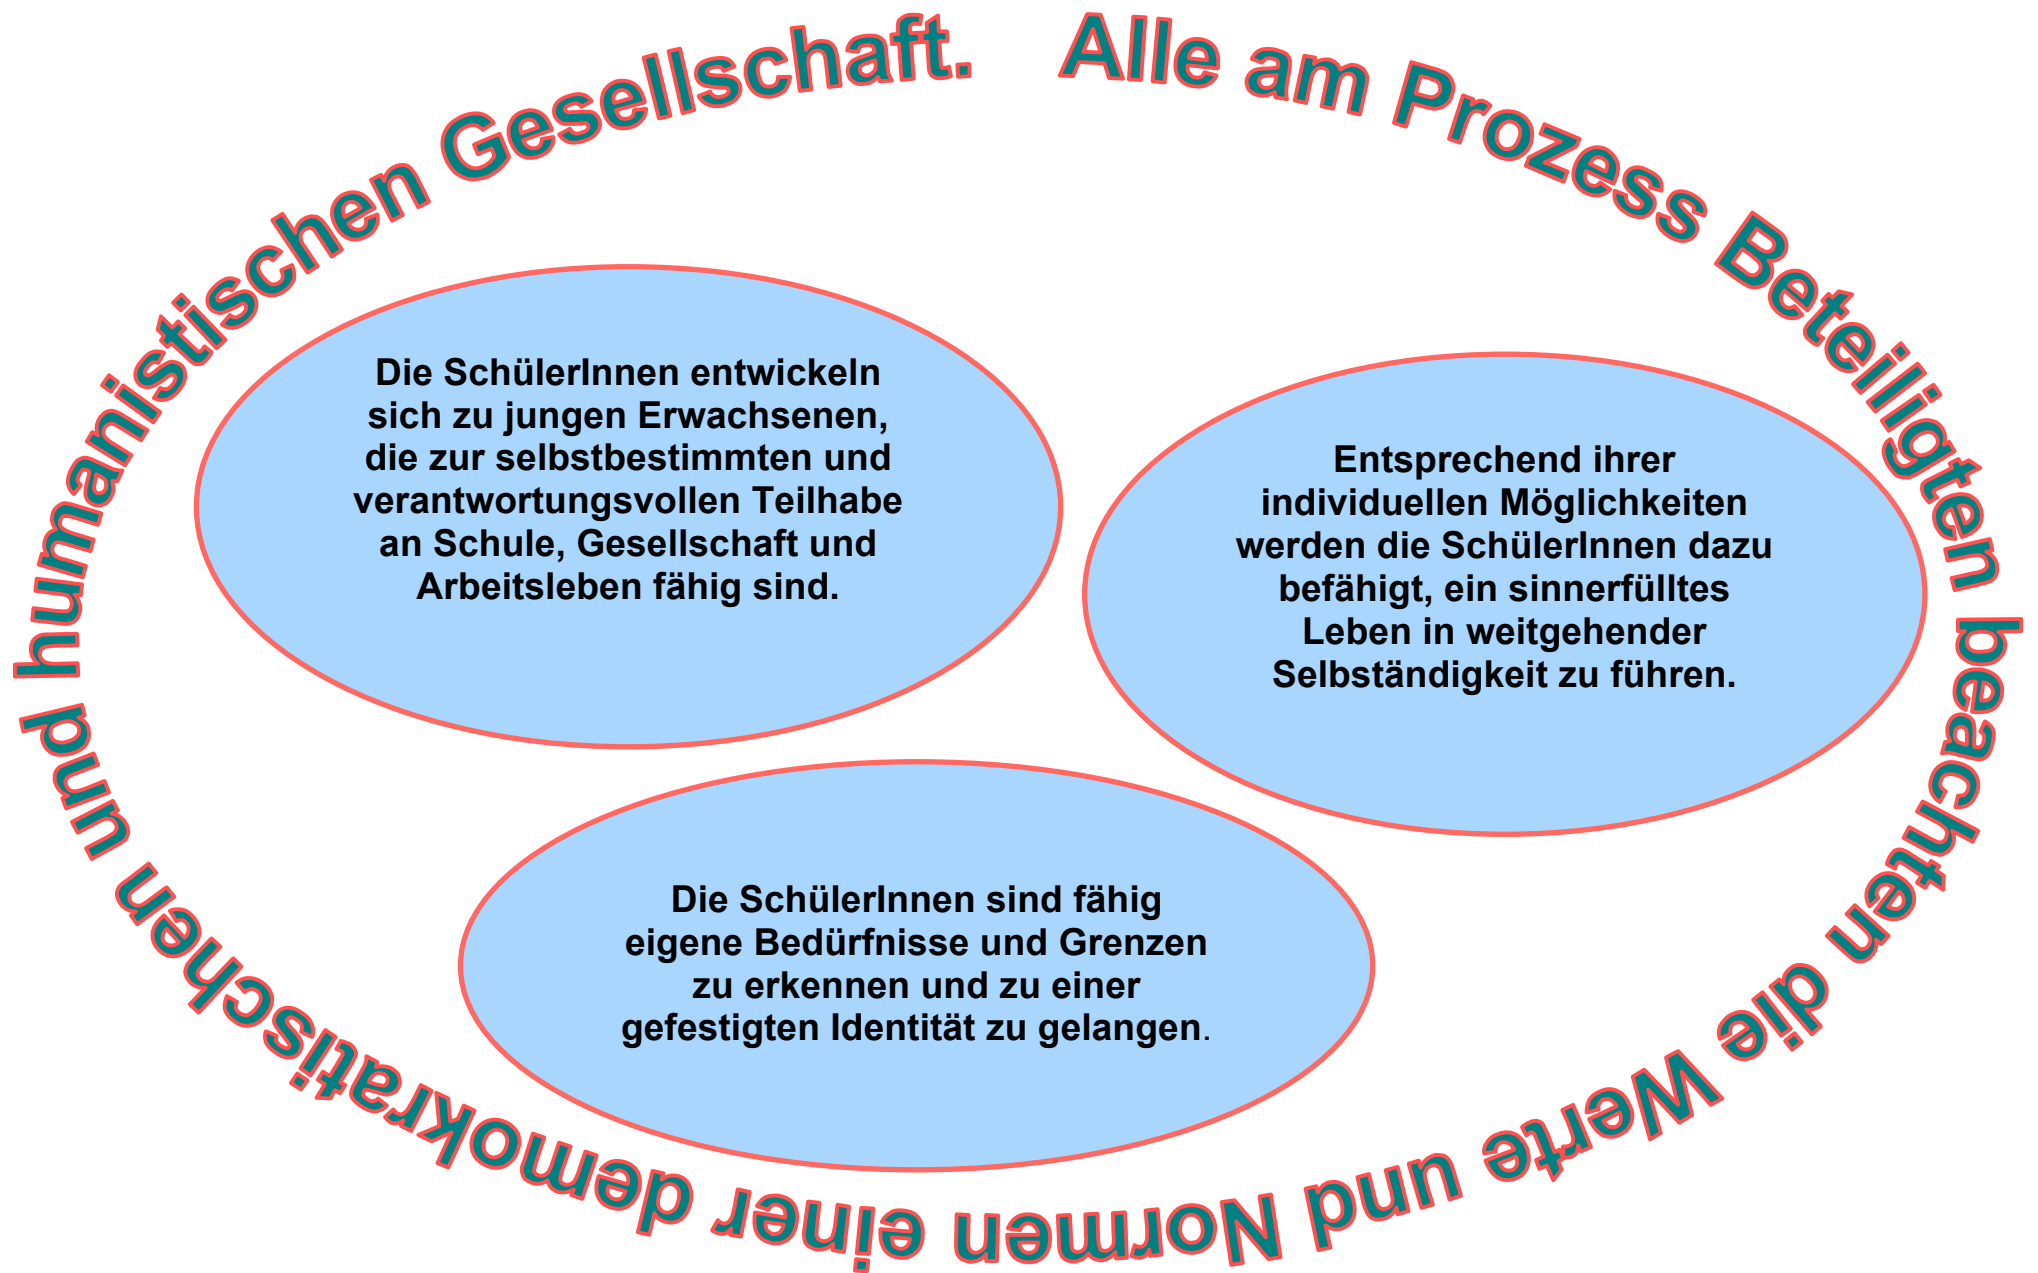 Alle am Prozess Beteiligten beachten die Werte und Normen einer demokratischen und humanistischen Gesellschaft.
Die SchülerInnen entwickeln
sich zu jungen Erwachsenen,
die zur selbstbestimmten und
verantwortungsvollen Teilhabe
an Schule, Gesellschaft und
Arbeitsleben fähig sind.
Entsprechend ihrer
individuellen Möglichkeiten
werden die SchülerInnen dazu
befähigt, ein sinnerfülltes
Leben in weitgehender
Selbständigkeit zu führen.
Die SchülerInnen sind fähig
eigene Bedürfnisse und Grenzen
zu erkennen und zu einer
gefestigten Identität zu gelangen.